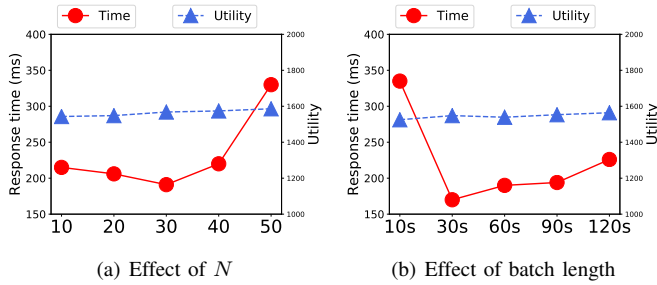 Time Utility
Time Utility
Response time (ms)
400
350
300
250
200
150
2000
1800
1600
1400
1200
1000
Utility
10 20 30 40 50
(a) Effect of N
Response time (ms)
400
350
300
250
200
150
2000
1800
1600
1400
1200
1000
Utility
10s 30s 60s 90s 120s
(b) Effect of batch length